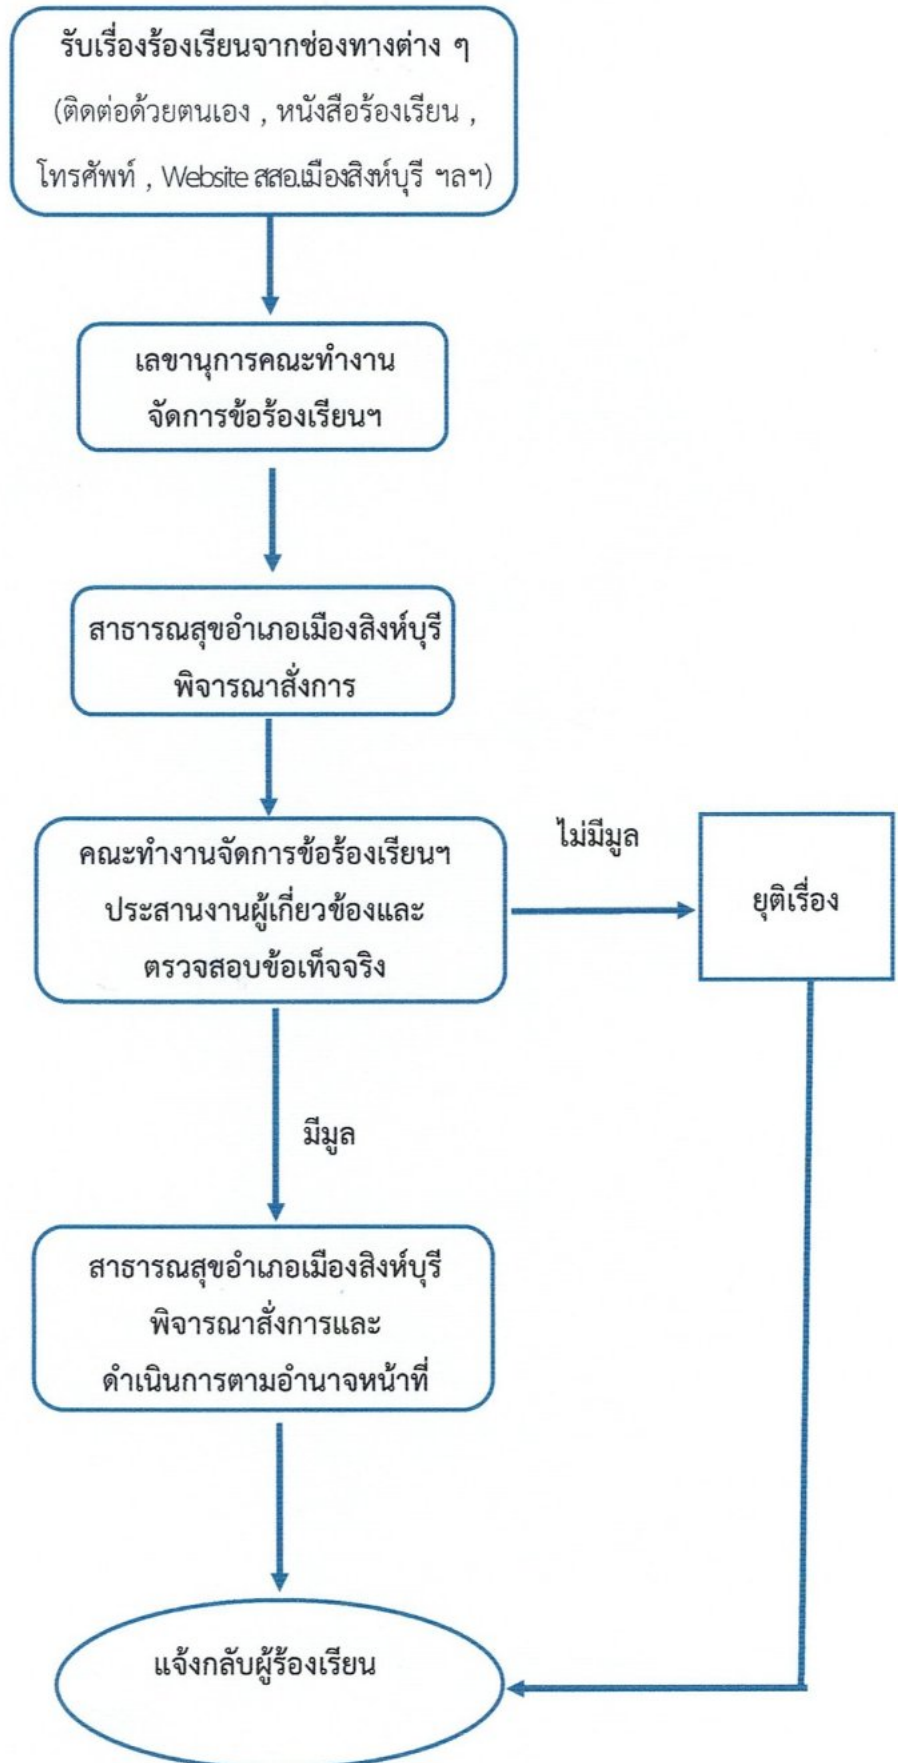 รับเรื่องร้องเรียนจากช่องทางต่าง ๆ
(ติดต่อด้วยตนเอง , หนังสือร้องเรียน ,
โทรศัพท์ , Website สสอ.เมืองสิงห์บุรี ฯลฯ)
เลขานุการคณะทำงาน
จัดการข้อร้องเรียนฯ
สาธารณสุขอำเภอเมืองสิงห์บุรี
พิจารณาสั่งการ
คณะทำงานจัดการข้อร้องเรียนฯ
ประสานงานผู้เกี่ยวข้องและ
ตรวจสอบข้อเท็จจริง
ไม่มีมูล
ยุติเรื่อง
มีมูล
สาธารณสุขอำเภอเมืองสิงห์บุรี
พิจารณาสั่งการและ
ดำเนินการตามอำนาจหน้าที่
แจ้งกลับผู้ร้องเรียน